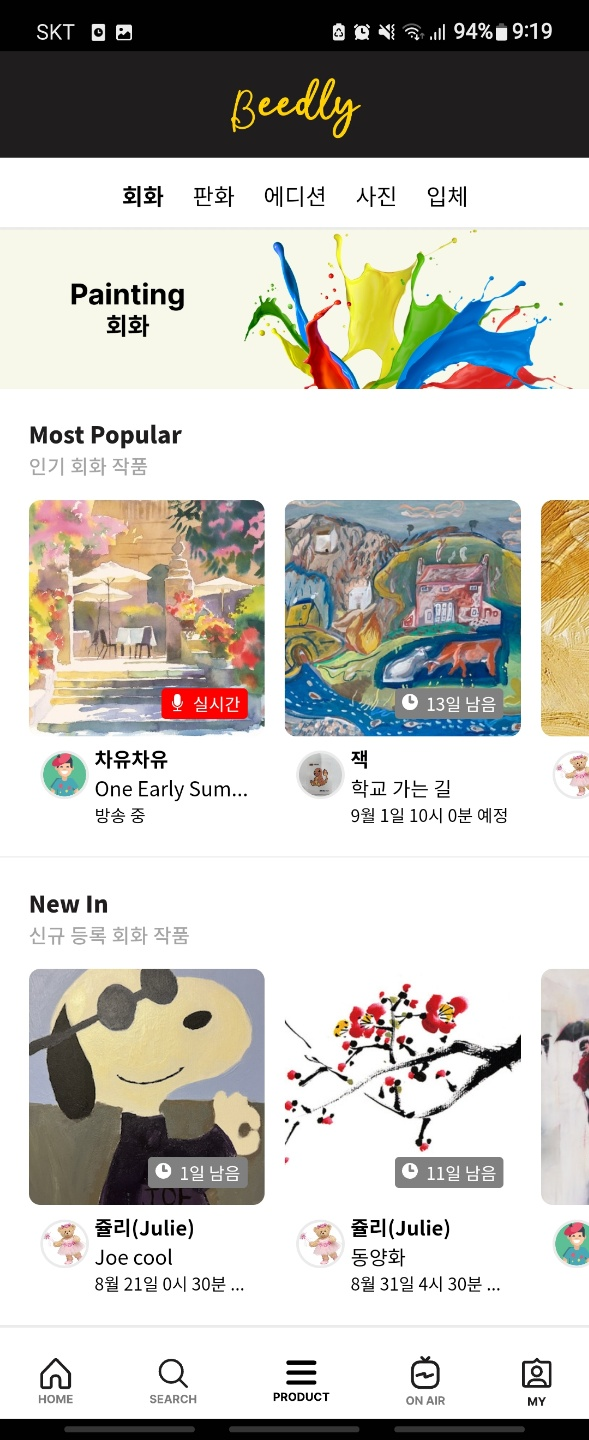 SKT 94% 9:19
Beedly
회화 판화 에디션 사진 입체
Painting
회화
Most Popular
인기 회화 작품
실시간
13일 남음
차유차유
One Early Sum...
방송 중
잭
학교 가는 길
9월 1일 10시 0분 예정
New In
신규 등록 회화 작품
JOE
1일 남음
11일 남음
쥴리(Julie)
Joe cool
8월 21일 0시 30분 ...
쥴리(Julie)
동양화
8월 31일 4시 30분 ...
HOME SEARCH PRODUCT ON AIR MY